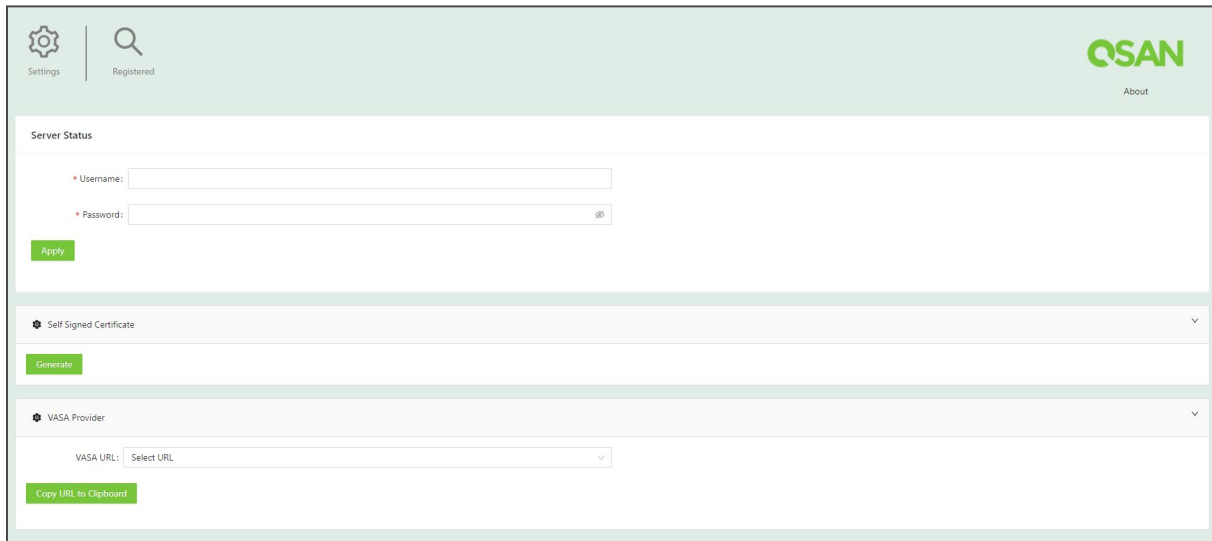 Settings
Registered
QSAN
About
Server Status
* Username:
* Password:
Apply
Self Signed Certificate
Generate
VASA Provider
VASA URL: Select URL
Copy URL to Clipboard